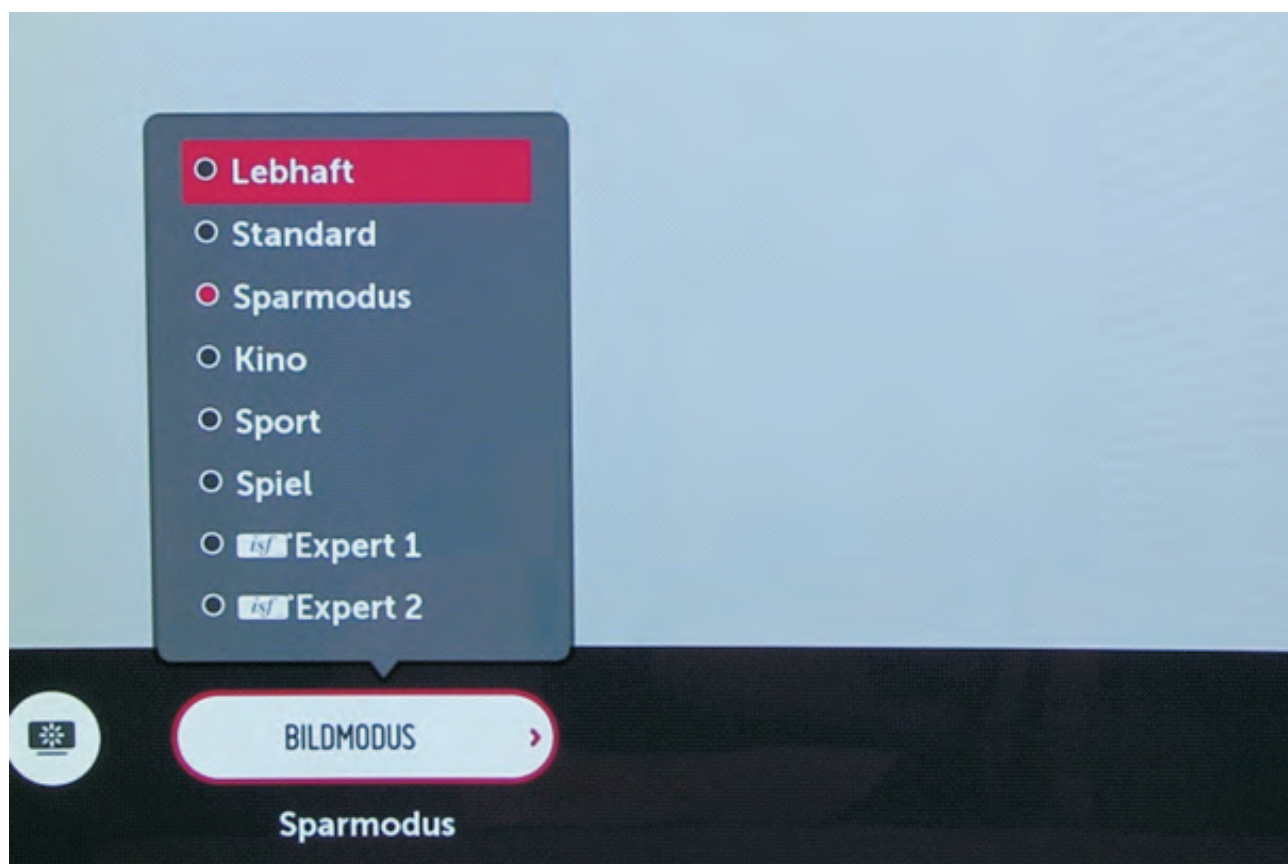 Lebhaft
Standard
Sparmodus
Kino
Sport
Spiel
isf Expert 1
isf Expert 2
BILDMODUS
Sparmodus